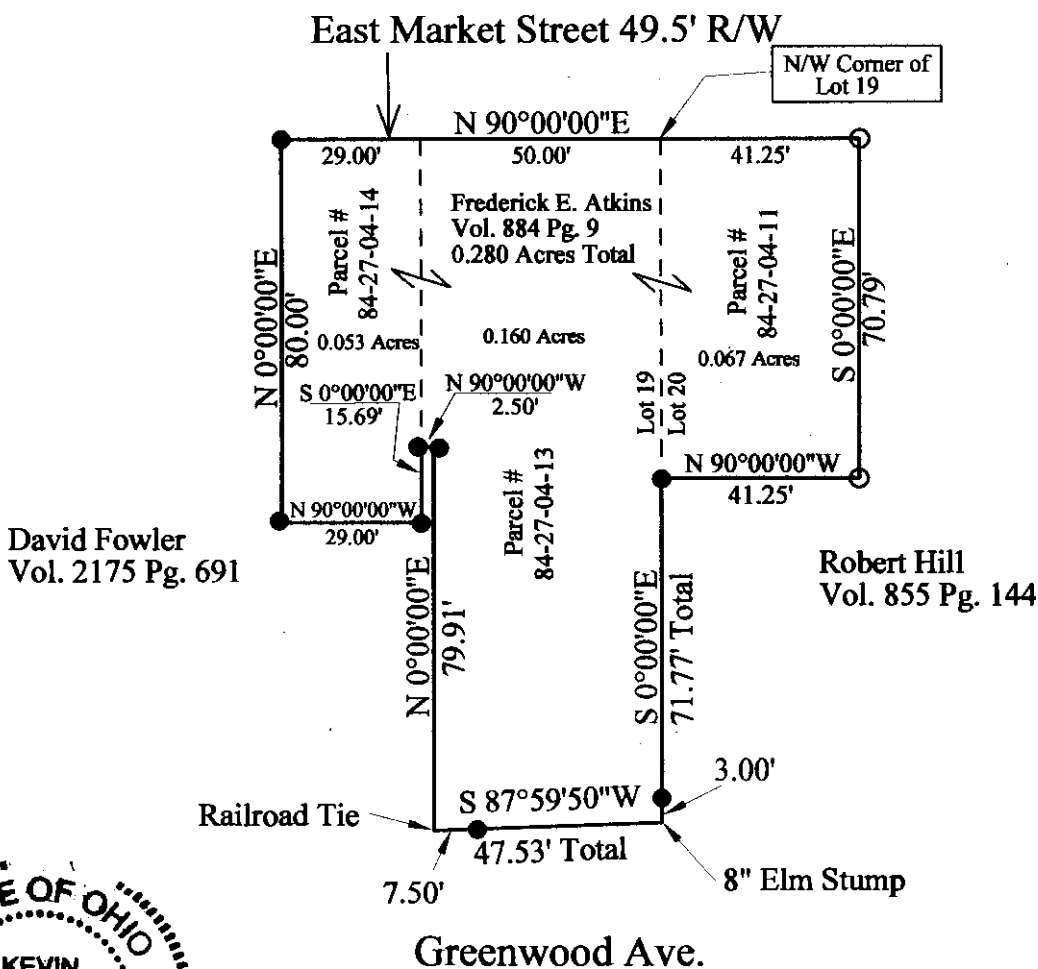 East Market Street 49.5' R/W
N/W Corner of
Lot 19
N 90°00'00"E
29.00'
50.00'
41.25'
Parcel #
84-27-04-14
Frederick E. Atkins
Vol. 884 Pg. 9
0.280 Acres Total
Parcel #
84-27-04-11
N 0°00'00"E
80.00'
S 0°00'00"E
70.79'
0.053 Acres
0.160 Acres
0.067 Acres
S 0°00'00"E
15.69'
N 90°00'00"W
2.50'
Lot 19
Lot 20
N 90°00'00"W
41.25'
Parcel #
84-27-04-13
N 90°00'00"W
29.00'
David Fowler
Vol. 2175 Pg. 691
Robert Hill
Vol. 855 Pg. 144
N 0°00'00"E
79.91'
S 0°00'00"E
71.77' Total
3.00'
Railroad Tie
S 87°59'50"W
47.53' Total
7.50'
8" Elm Stump
Greenwood Ave.
E OF OHIO
KEVIN